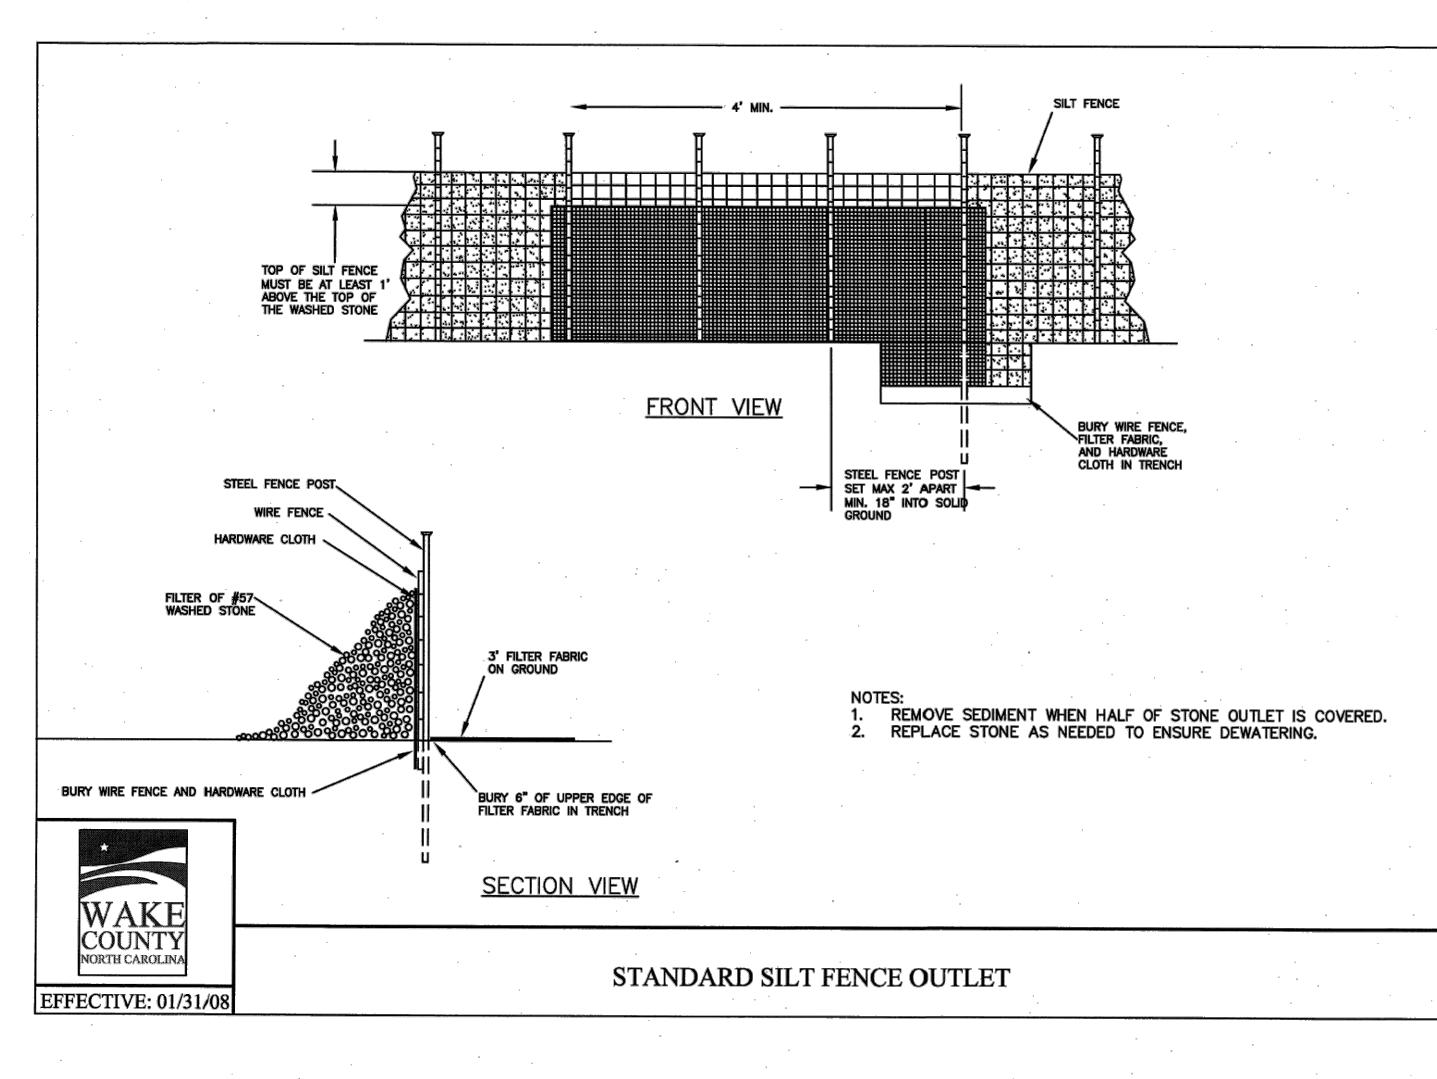 4' MIN.
SILT FENCE
TOP OF SILT FENCE
MUST BE AT LEAST 1'
ABOVE THE TOP OF
THE WASHED STONE
FRONT VIEW
BURY WIRE FENCE,
FILTER FABRIC,
AND HARDWARE
CLOTH IN TRENCH
STEEL FENCE POST
SET MAX 2' APART
MIN. 18" INTO SOLID
GROUND
STEEL FENCE POST
WIRE FENCE
HARDWARE CLOTH
FILTER OF #57
WASHED STONE
3' FILTER FABRIC
ON GROUND
BURY WIRE FENCE AND HARDWARE CLOTH
BURY 6" OF UPPER EDGE OF
FILTER FABRIC IN TRENCH
SECTION VIEW
NOTES:
1. REMOVE SEDIMENT WHEN HALF OF STONE OUTLET IS COVERED.
2. REPLACE STONE AS NEEDED TO ENSURE DEWATERING.
WAKE
COUNTY
NORTH CAROLINA
EFFECTIVE: 01/31/08
STANDARD SILT FENCE OUTLET